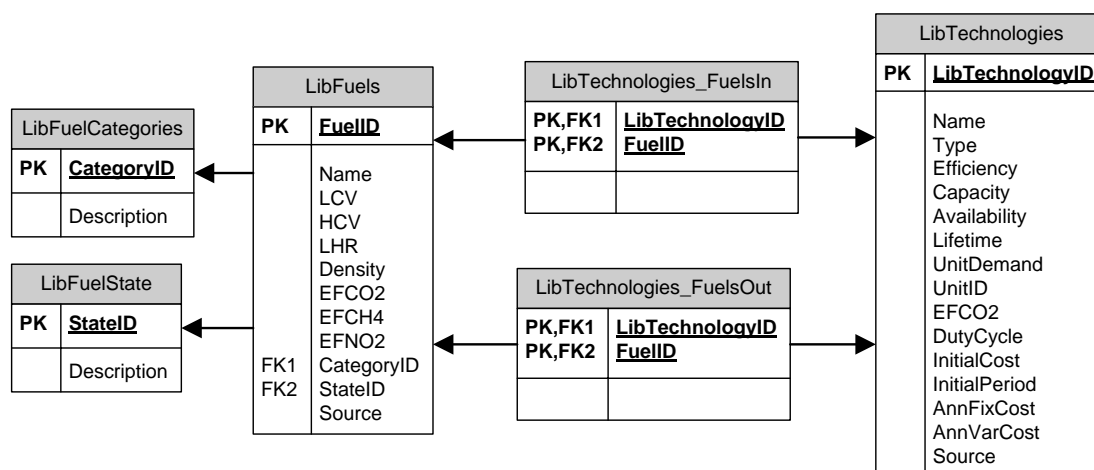 LibFuelCategories
PK CategoryID
Description
LibFuelState
PK StateID
Description
LibFuels
PK FuelID
Name
LCV
HCV
LHR
Density
EFCO2
EFCH4
EFNO2
FK1 CategoryID
FK2 StateID
Source
LibTechnologies_FuelsIn
PK,FK1 LibTechnologyID
PK,FK2 FuelID
LibTechnologies_FuelsOut
PK,FK1 LibTechnologyID
PK,FK2 FuelID
LibTechnologies
PK LibTechnologyID
Name
Type
Efficiency
Capacity
Availability
Lifetime
UnitDemand
UnitID
EFCO2
DutyCycle
InitialCost
InitialPeriod
AnnFixCost
AnnVarCost
Source